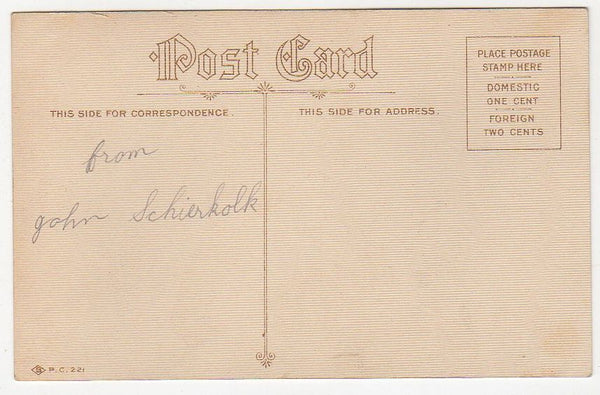 Post Card
PLACE POSTAGE
STAMP HERE
DOMESTIC
ONE CENT
FOREIGN
TWO CENTS
THIS SIDE FOR CORRESPONDENCE.
THIS SIDE FOR ADDRESS.
from
John Schierkolk
P.C. 221